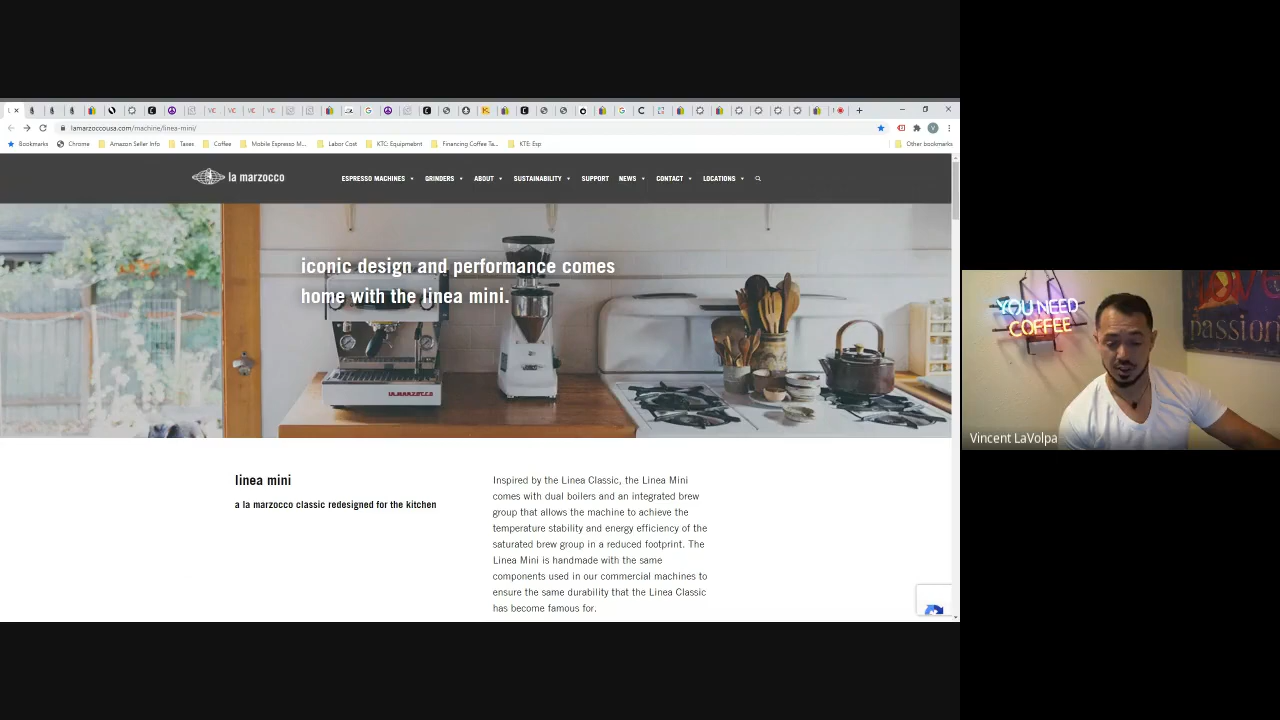 lamarzoccousa.com/machine/linea-mini/
Bookmarks
Chrome
Amazon Seller Info
Taxes
Coffee
Mobile Espresso M...
Labor Cost
KTC: Equipmebnt
Financing Coffee Ta...
KTE: Esp
Other bookmarks
la marzocco
ESPRESSO MACHINES
GRINDERS
ABOUT
SUSTAINABILITY
SUPPORT
NEWS
CONTACT
LOCATIONS
iconic design and performance comes
home with the linea mini.
la marzocco
linea mini
a la marzocco classic redesigned for the kitchen
Inspired by the Linea Classic, the Linea Mini
comes with dual boilers and an integrated brew
group that allows the machine to achieve the
temperature stability and energy efficiency of the
saturated brew group in a reduced footprint. The
Linea Mini is handmade with the same
components used in our commercial machines to
ensure the same durability that the Linea Classic
has become famous for.
YOU NEED
COFFEE
passion
Vincent LaVolpa